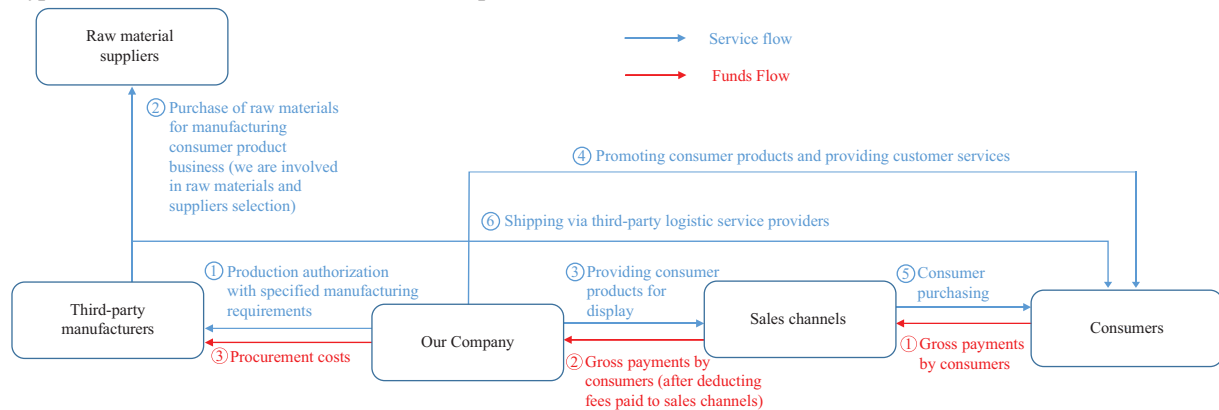 Raw material
suppliers
Service flow
Funds Flow
② Purchase of raw materials
for manufacturing
consumer product
business (we are involved
in raw materials and
suppliers selection)
④ Promoting consumer products and providing customer services
⑥ Shipping via third-party logistic service providers
① Production authorization
with specified manufacturing
requirements
③ Providing consumer
products for
display
⑤ Consumer
purchasing
Third-party
manufacturers
Our Company
Sales channels
Consumers
③ Procurement costs
② Gross payments by
consumers (after deducting
fees paid to sales channels)
① Gross payments
by consumers